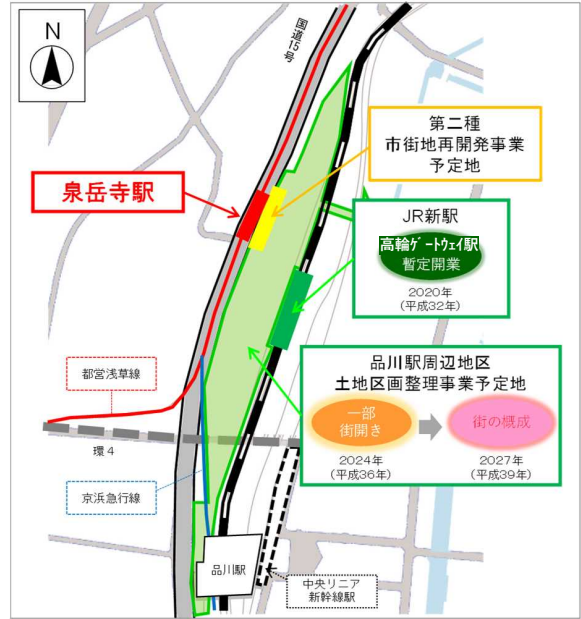 N
国道15号
第二種
市街地再開発事業
予定地
泉岳寺駅
JR新駅
高輪ゲートウェイ駅
暫定開業
2020年
(平成32年)
品川駅周辺地区
土地区画整理事業予定地
一部
街開き
街の概成
2024年
(平成36年)
2027年
(平成39年)
都営浅草線
環4
京浜急行線
品川駅
中央リニア
新幹線駅